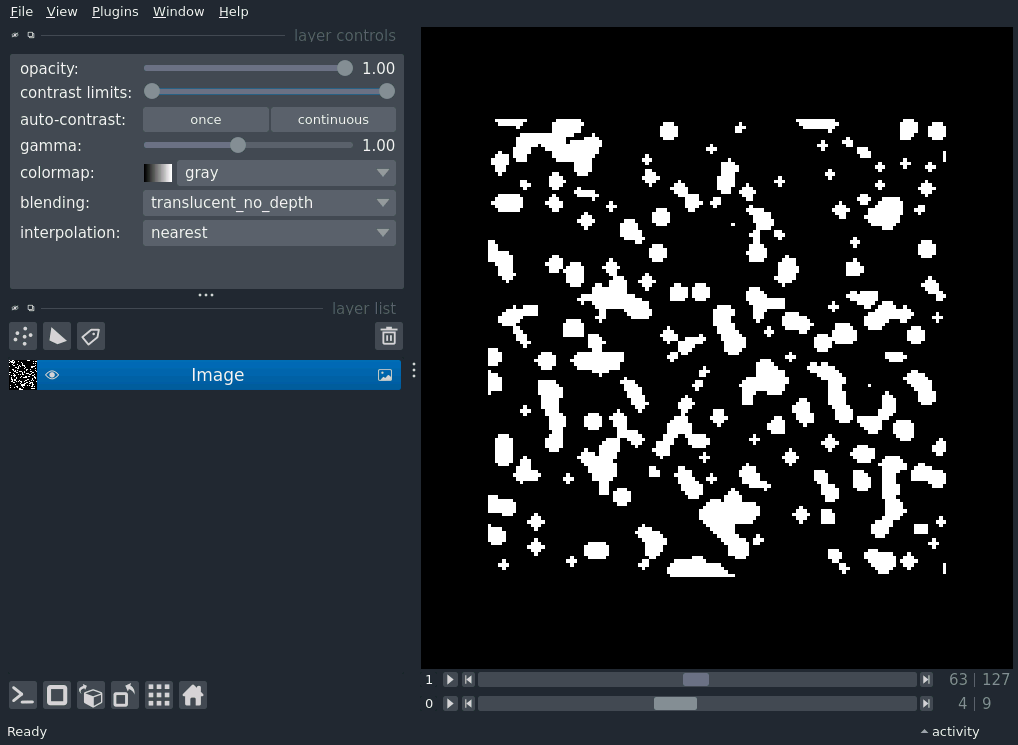 File View Plugins Window Help
layer controls
opacity: 1.00
contrast limits:
auto-contrast: once continuous
gamma: 1.00
colormap: gray
blending: translucent_no_depth
interpolation: nearest
layer list
Image
1 63 | 127
0 4 | 9
Ready activity